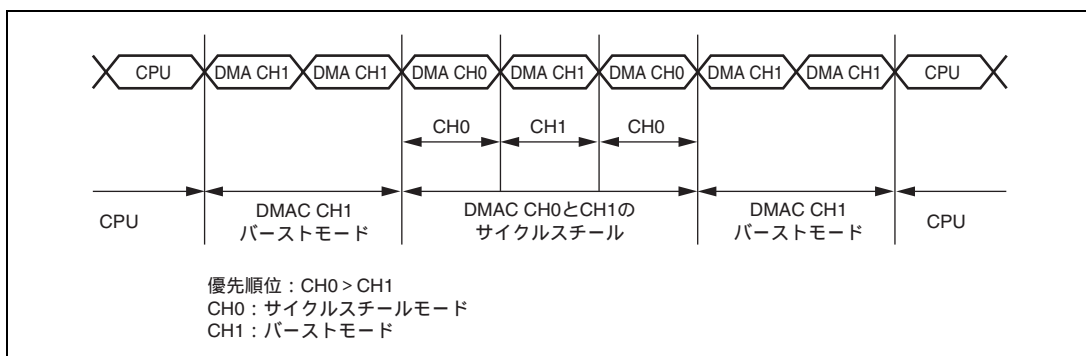 CPU DMA CH1 DMA CH1 DMA CH0 DMA CH1 DMA CH0 DMA CH1 DMA CH1 CPU
CH0 CH1 CH0
CPU DMAC CH1 DMAC CH0とCH1の DMAC CH1 CPU
バーストモード サイクルスチール バーストモード
優先順位：CH0＞CH1
CH0：サイクルスチールモード
CH1：バーストモード